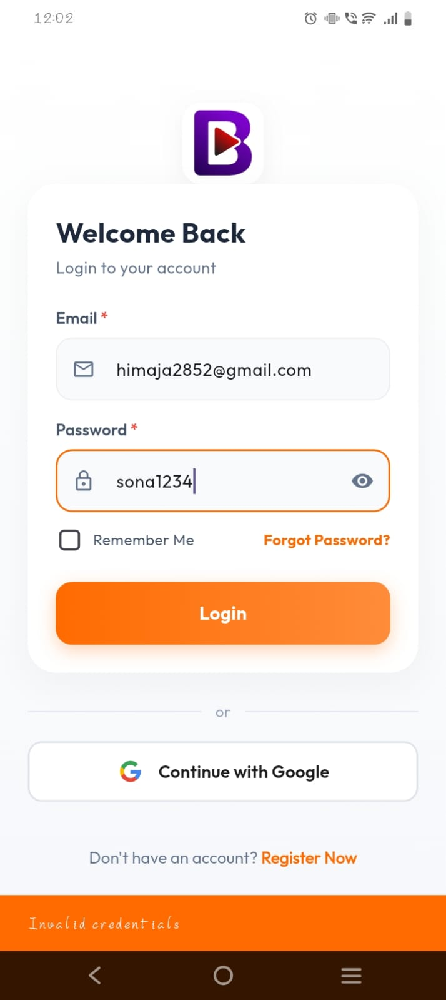 12:02
B
Welcome Back
Login to your account
Email *
himaja2852@gmail.com
Password *
sona1234
Remember Me Forgot Password?
Login
or
Continue with Google
Don't have an account? Register Now
Invalid credentials